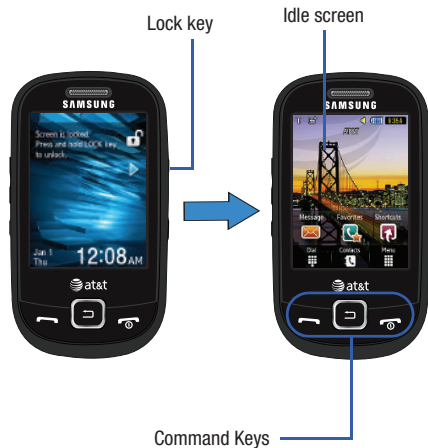 Lock key
Idle screen
SAMSUNG
Screen is locked.
Press and hold LOCK key
to unlock.
Jan 1
Thu
12:08AM
at&t
SAMSUNG
AT&T
Message Favorites Shortcuts
Dial Contacts Menu
at&t
Command Keys